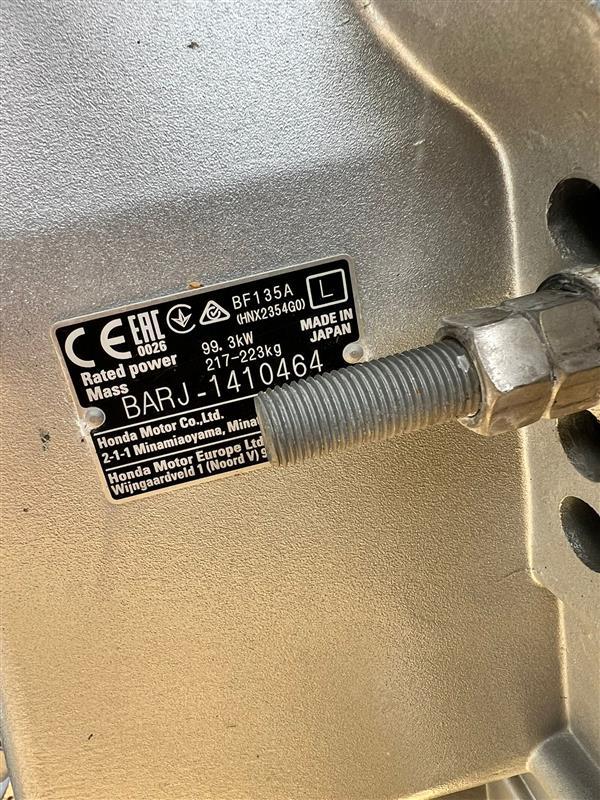 CE EAC BF135A L
0026 (HNX2354G0)
Rated power 99.3kW MADE IN
Mass 217-223kg JAPAN
BARJ-1410464
Honda Motor Co.,Ltd.
2-1-1 Minamiaoyama,
Honda Motor Europe Ltd
Wijngaardveld 1 (Noord V)